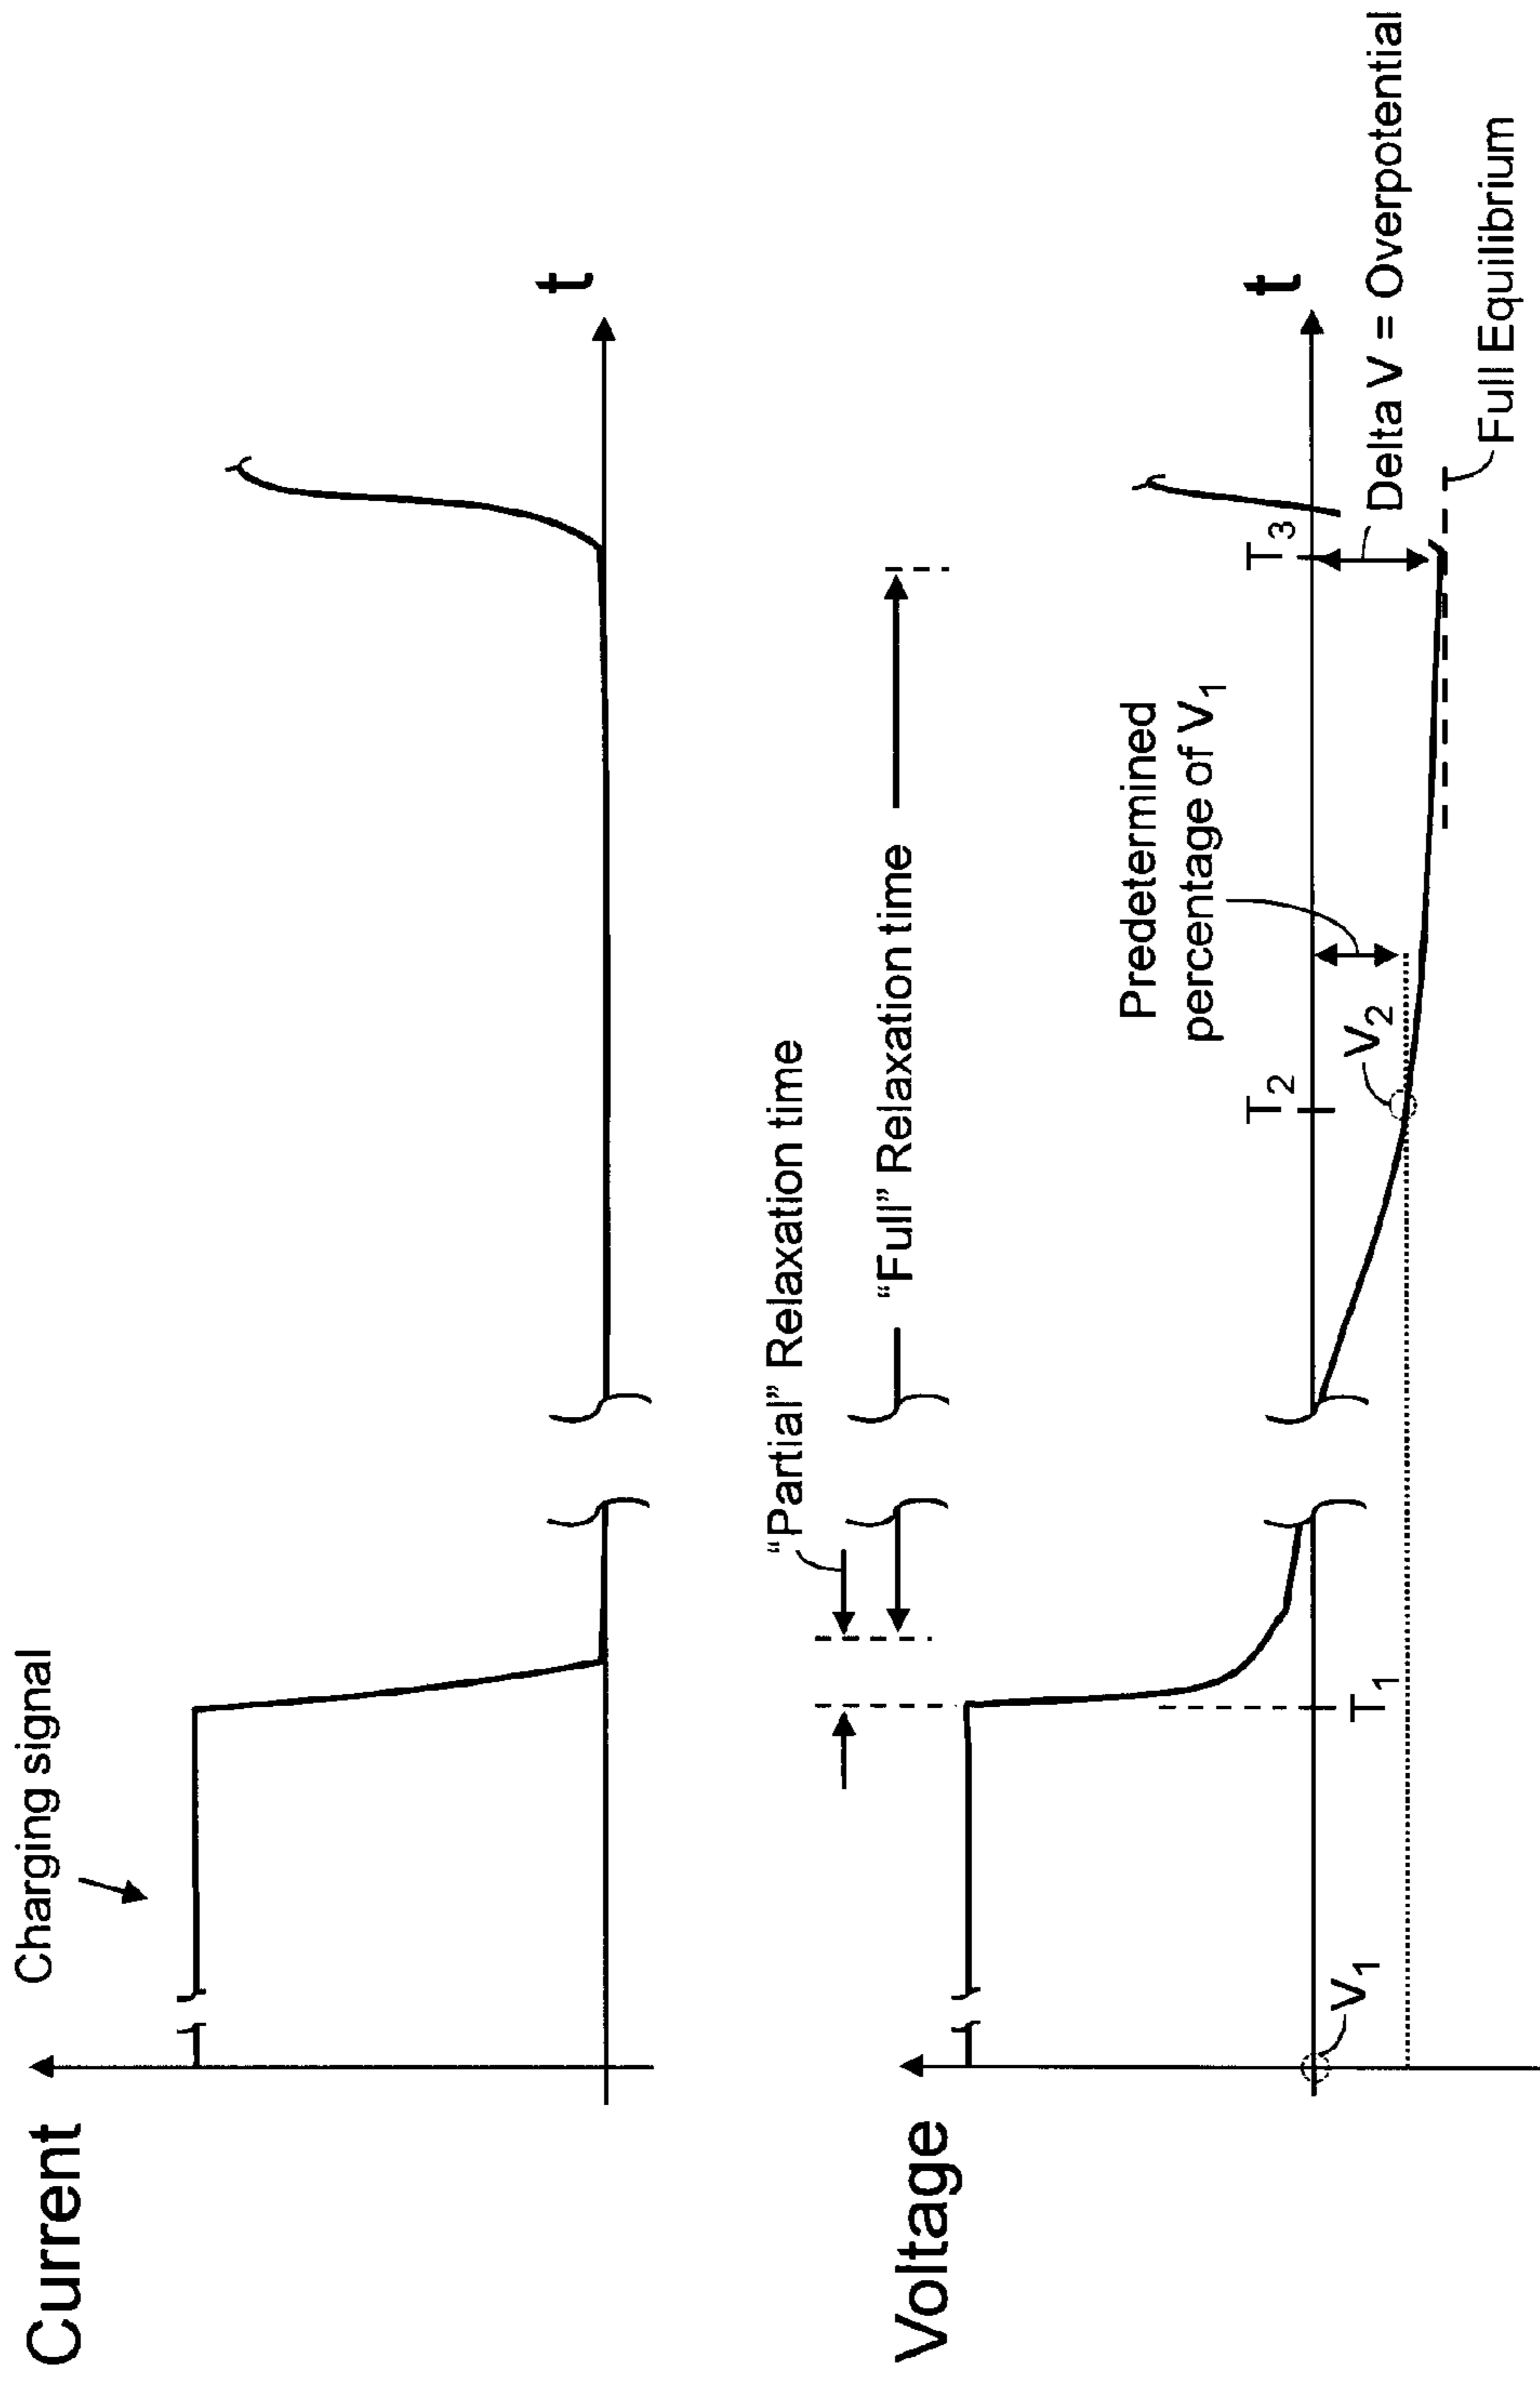 Current
Charging signal
t
Voltage
“Partial” Relaxation time
“Full” Relaxation time
Predetermined
percentage of V1
t
T1
T2
T3
V1
V2
Delta V = Overpotential
Full Equilibrium